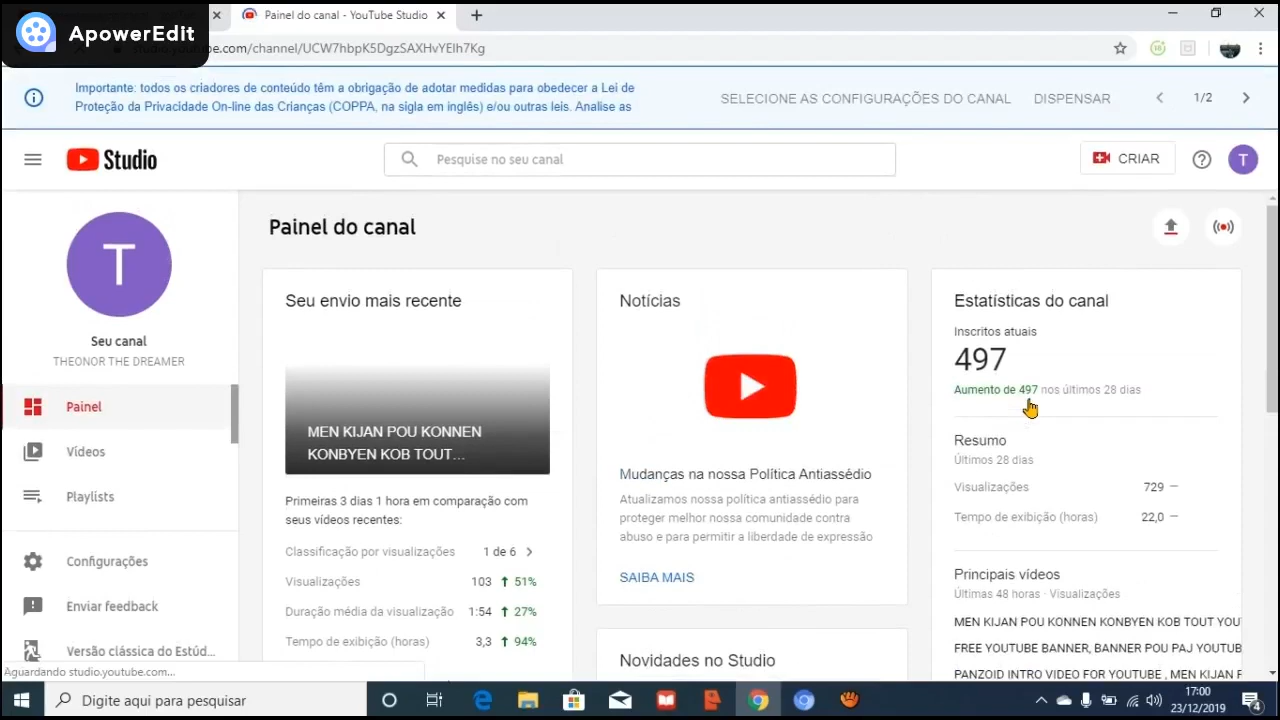 ApowerEdit
Painel do canal - YouTube Studio
studio.youtube.com/channel/UCW7hbpK5DgzSAXHvYEIh7Kg
Importante: todos os criadores de conteúdo têm a obrigação de adotar medidas para obedecer a Lei de
Proteção da Privacidade On-line das Crianças (COPPA, na sigla em inglês) e/ou outras leis. Analise as
SELECIONE AS CONFIGURAÇÕES DO CANAL
DISPENSAR
1/2
Studio
Pesquise no seu canal
CRIAR
T
T
Seu canal
THEONOR THE DREAMER
Painel
Vídeos
Playlists
Configurações
Enviar feedback
Versão clássica do Estúd...
Aguardando studio.youtube.com...
Painel do canal
Seu envio mais recente
MEN KIJAN POU KONNEN
KONBYEN KOB TOUT...
Primeiras 3 dias 1 hora em comparação com
seus vídeos recentes:
Classificação por visualizações 1 de 6
Visualizações 103 51%
Duração média da visualização 1:54 27%
Tempo de exibição (horas) 3,3 94%
Notícias
Mudanças na nossa Política Antiassédio
Atualizamos nossa política antiassédio para
proteger melhor nossa comunidade contra
abuso e para permitir a liberdade de expressão
SAIBA MAIS
Novidades no Studio
Estatísticas do canal
Inscritos atuais
497
Aumento de 497 nos últimos 28 dias
Resumo
Últimos 28 dias
Visualizações 729 —
Tempo de exibição (horas) 22,0 —
Principais vídeos
Últimas 48 horas · Visualizações
MEN KIJAN POU KONNEN KONBYEN KOB TOUT YOU
FREE YOUTUBE BANNER, BANNER POU PAJ YOUTUB
PANZOID INTRO VIDEO FOR YOUTUBE , MEN KIJAN F
Digite aqui para pesquisar
17:00
23/12/2019
4